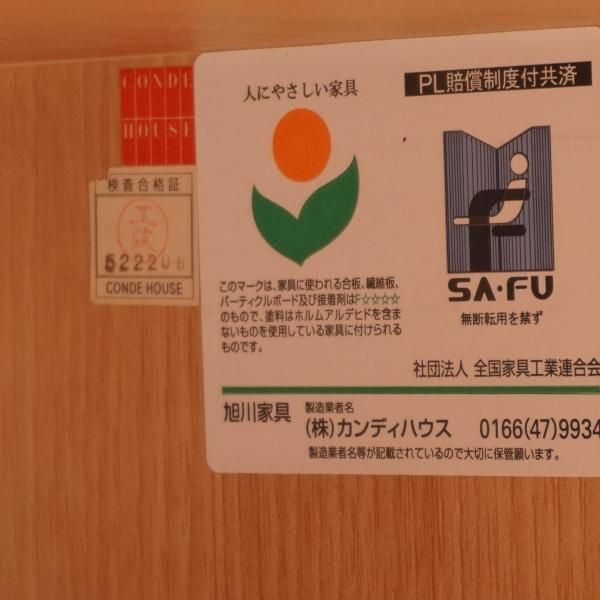 CONDE
HOUSE
検査合格証
522206
CONDE HOUSE
人にやさしい家具
PL賠償制度付共済
このマークは、家具に使われる合板、繊維板、
パーティクルボード及び接着剤はF☆☆☆☆
のもので、塗料はホルムアルデヒドを含ま
ないものを使用している家具に付けられる
ものです。
SA・FU
無断転用を禁ず
社団法人 全国家具工業連合会
旭川家具
製造業者名
(株)カンディハウス 0166(47)9934
製造業者名等が記載されているので大切に保管願います。